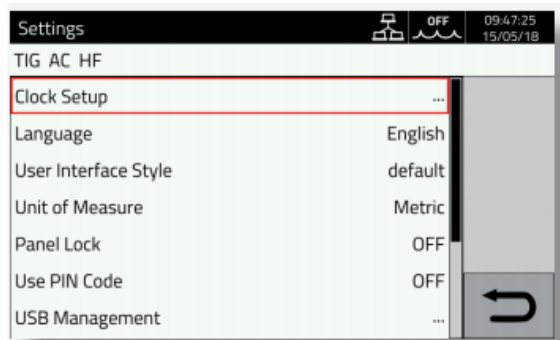 Settings
OFF
09:47:25
15/05/18
TIG AC HF
Clock Setup ...
Language English
User Interface Style default
Unit of Measure Metric
Panel Lock OFF
Use PIN Code OFF
USB Management ...